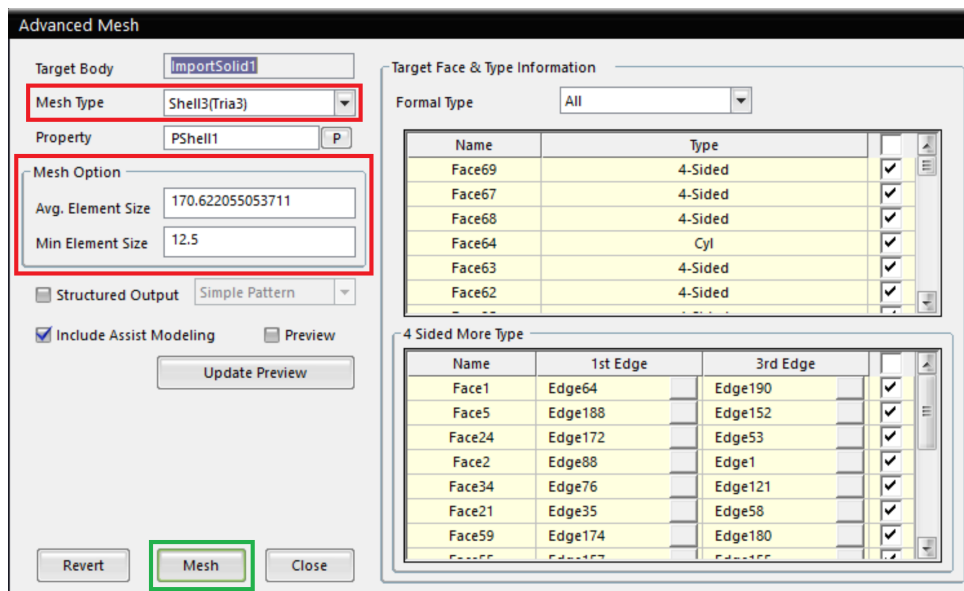 Advanced Mesh
Target Body ImportSolid1
Mesh Type Shell3(Tria3)
Property PShell1 P
Mesh Option
Avg. Element Size 170.622055053711
Min Element Size 12.5
Structured Output Simple Pattern
Include Assist Modeling Preview
Update Preview
Revert Mesh Close
Target Face & Type Information
Formal Type All
Name Type
Face69 4-Sided
Face67 4-Sided
Face68 4-Sided
Face64 Cyl
Face63 4-Sided
Face62 4-Sided
4 Sided More Type
Name 1st Edge 3rd Edge
Face1 Edge64 Edge190
Face5 Edge188 Edge152
Face24 Edge172 Edge53
Face2 Edge88 Edge1
Face34 Edge76 Edge121
Face21 Edge35 Edge58
Face59 Edge174 Edge180